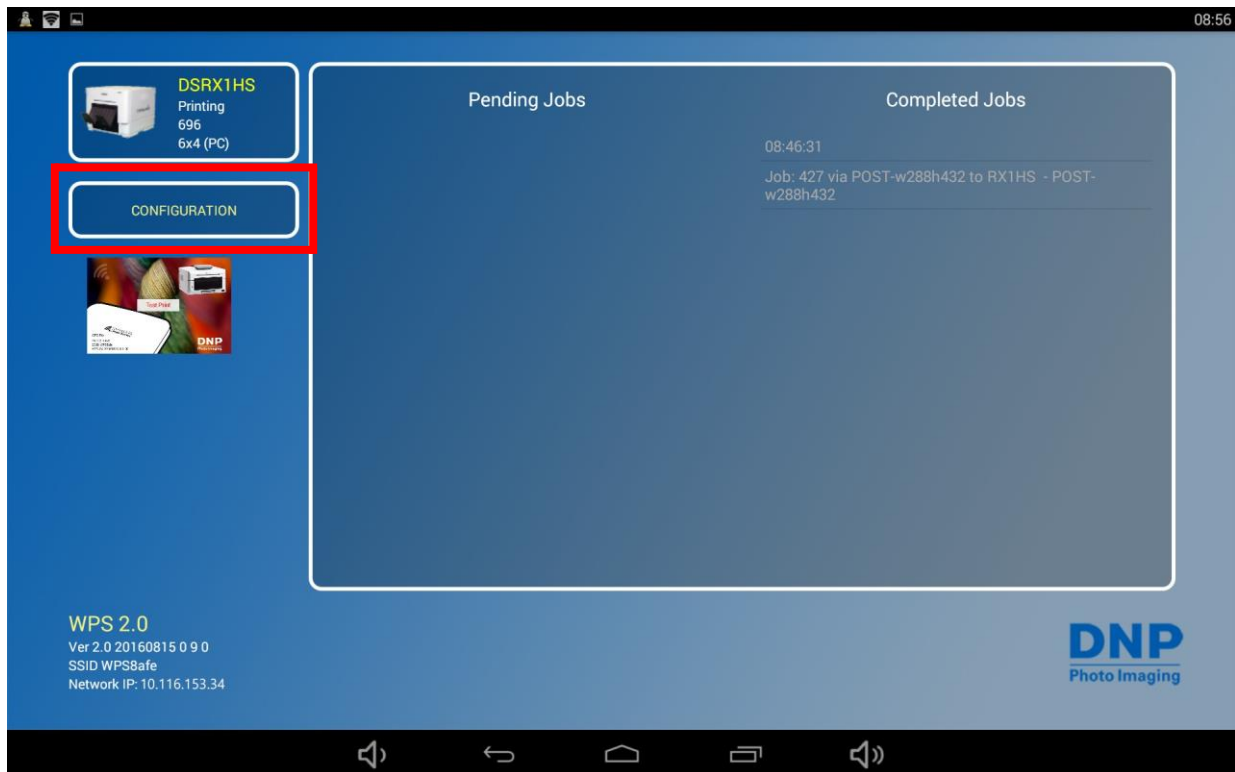 08:56
DSRX1HS
Printing
696
6x4 (PC)
CONFIGURATION
Test Print
DNP
Pending Jobs
Completed Jobs
08:46:31
Job: 427 via POST-w288h432 to RX1HS - POST-
w288h432
WPS 2.0
Ver 2.0 20160815 0 9 0
SSID WPS8afe
Network IP: 10.116.153.34
DNP
Photo Imaging